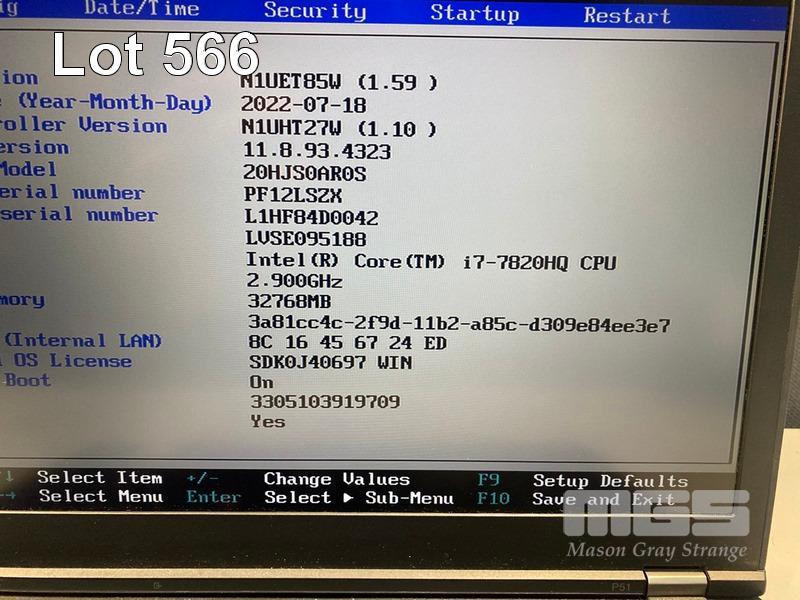 ig Date/Time Security Startup Restart
Lot 566
ion N1UET85W (1.59 )
e (Year-Month-Day) 2022-07-18
roller Version N1UHT27W (1.10 )
ersion 11.8.93.4323
Model 20HJS0AR0S
erial number PF12LSZX
serial number L1HF84D0042
LVSE095188
Intel(R) Core(TM) i7-7820HQ CPU
2.900GHz
mory 32768MB
3a81cc4c-2f9d-11b2-a85c-d309e84ee3e7
(Internal LAN) 8C 16 45 67 24 ED
OS License SDK0J40697 WIN
Boot On
3305103919709
Yes
↓ Select Item +/- Change Values F9 Setup Defaults
→ Select Menu Enter Select ▶ Sub-Menu F10 Save and Exit
MGS
Mason Gray Strange
P51